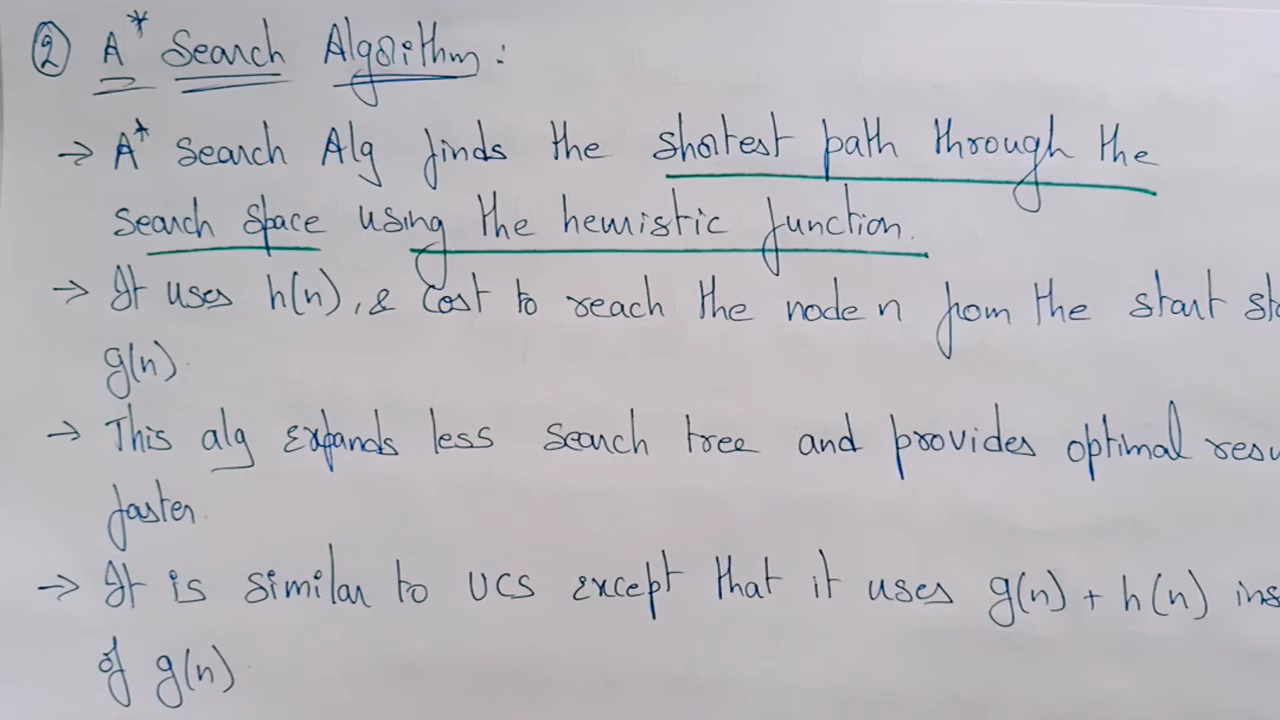 ② A* Search Algorithm:
→ A* search Alg finds the shortest path through the
search space using the heuristic function.
→ It uses h(n), & Cost to reach the node n from the start sta
g(n).
→ This alg expands less search tree and provides optimal resu
faster.
→ It is similar to UCS except that it uses g(n) + h(n) ins
of g(n).